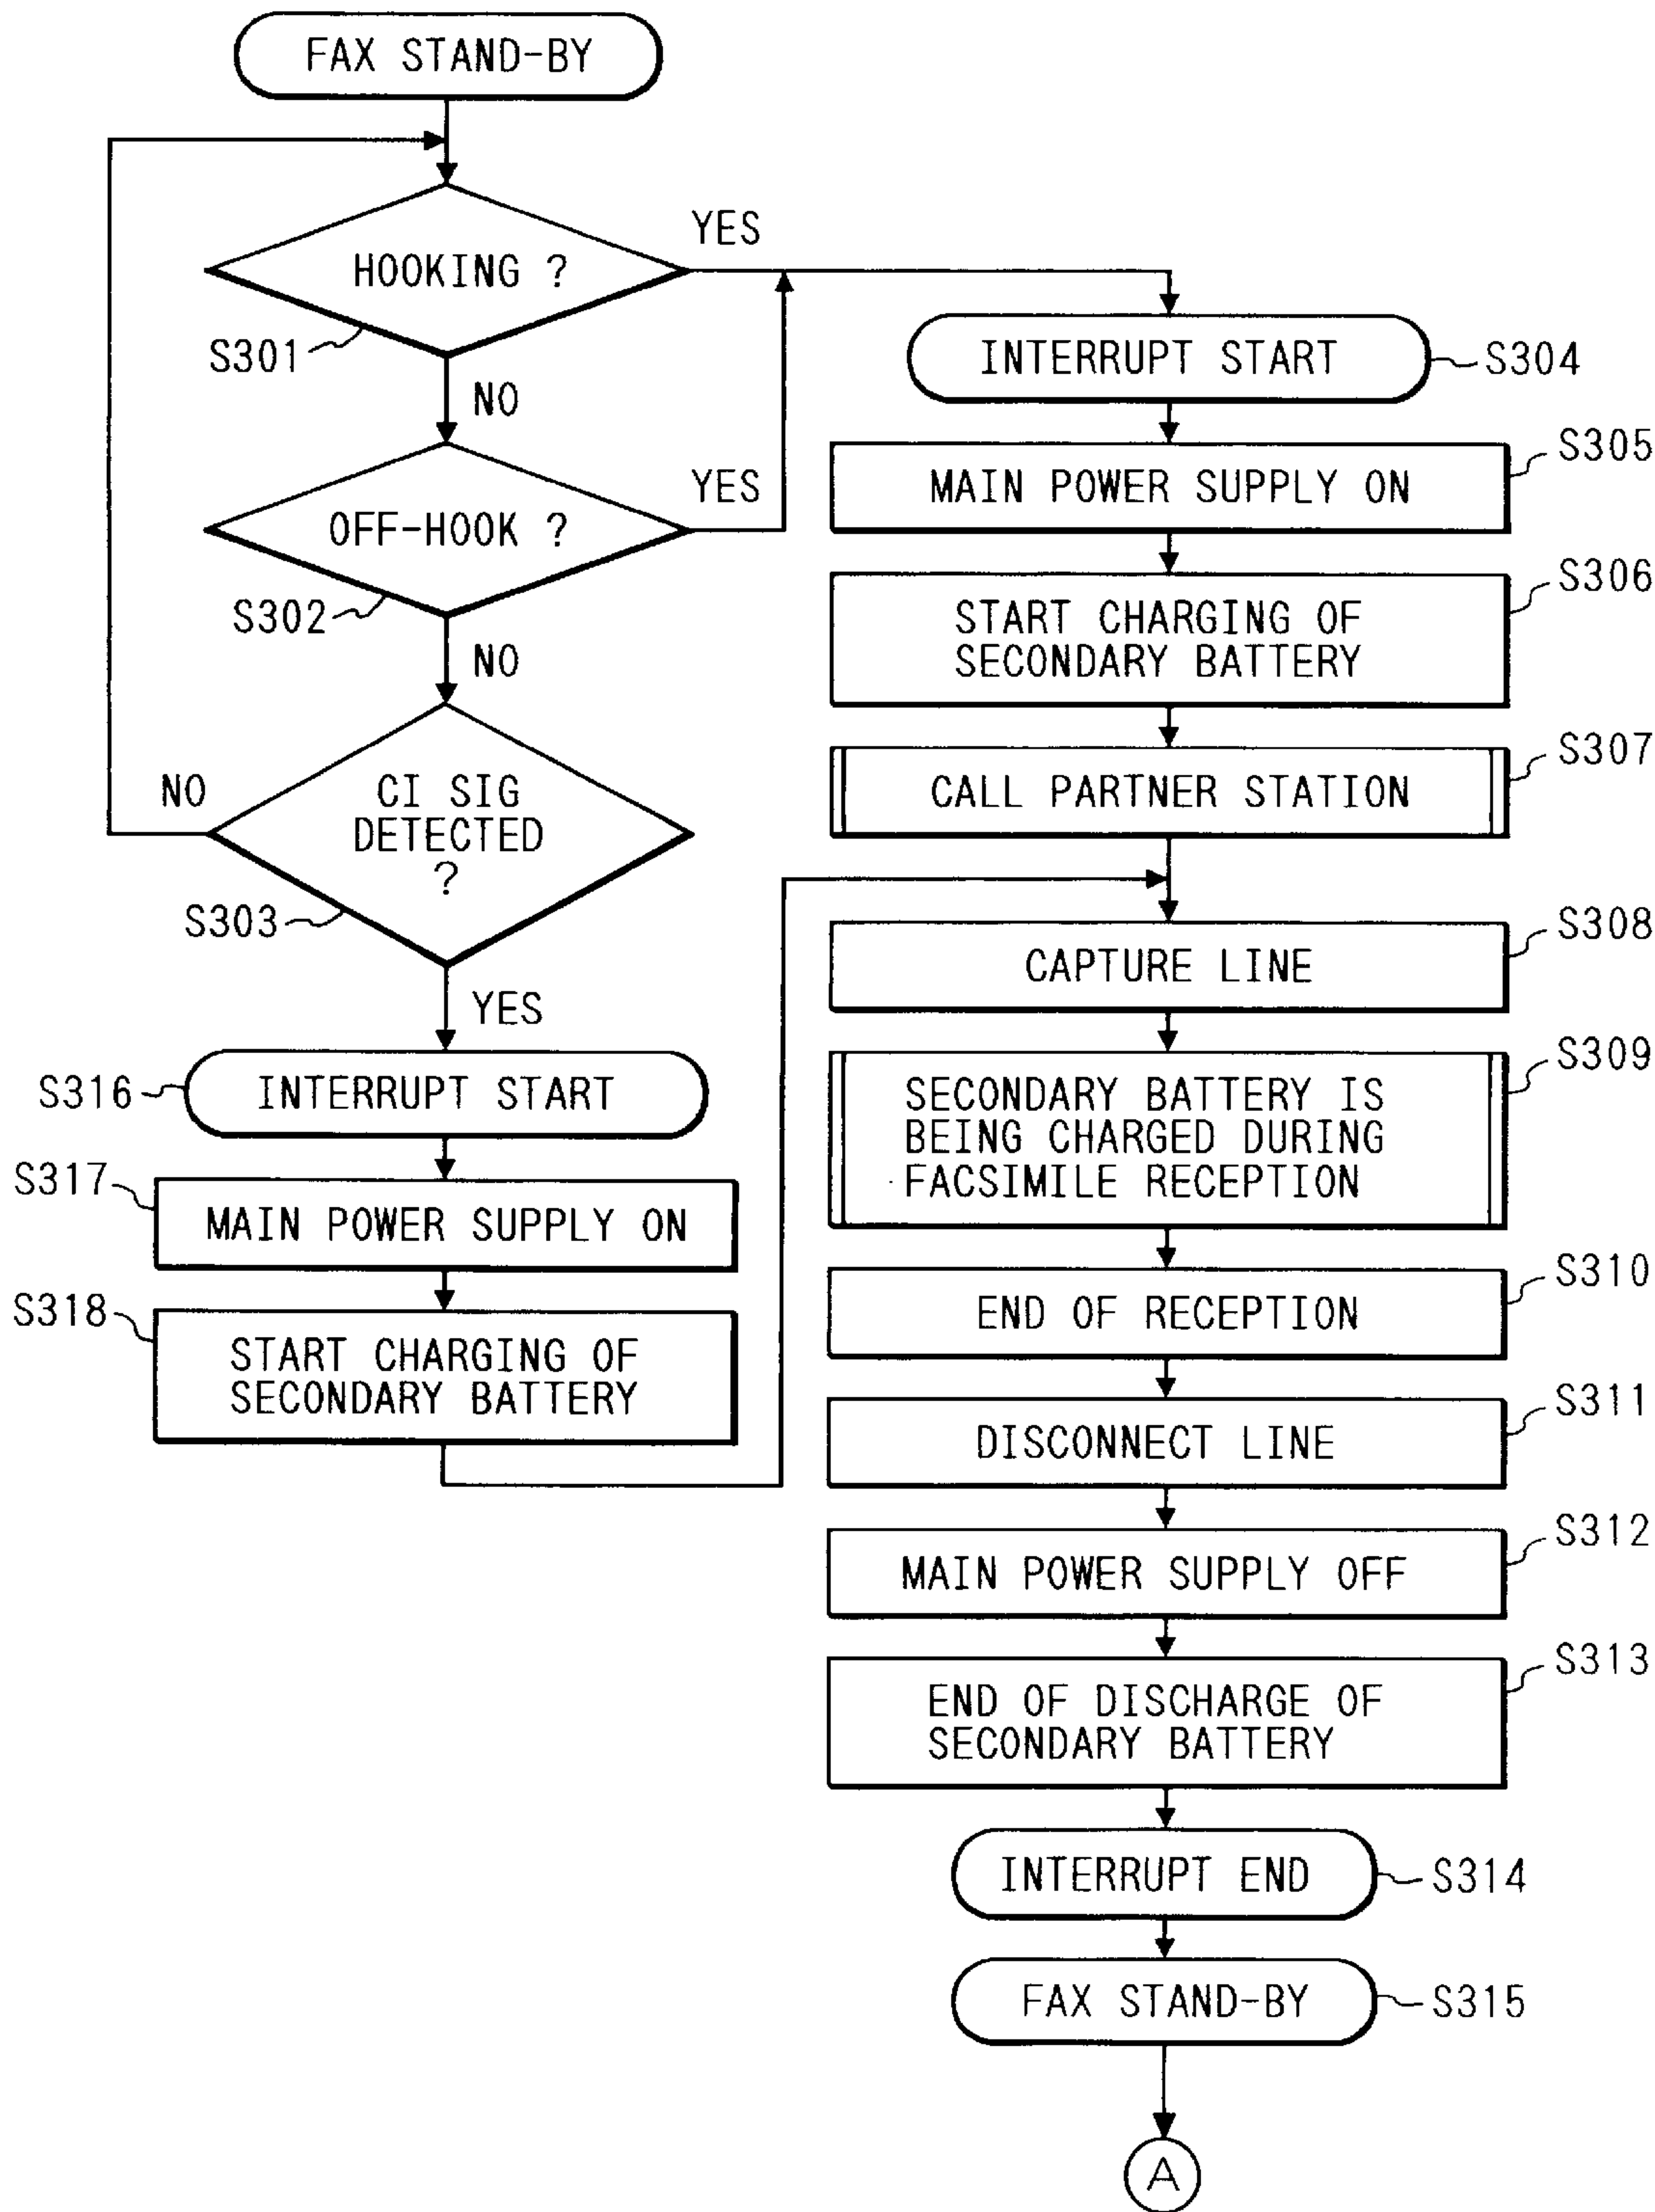 FAX STAND-BY
HOOKING ?
YES
S301
NO
OFF-HOOK ?
YES
S302
NO
CI SIG
DETECTED
?
NO
S303
YES
S316
INTERRUPT START
S317
MAIN POWER SUPPLY ON
S318
START CHARGING OF
SECONDARY BATTERY
INTERRUPT START
S304
MAIN POWER SUPPLY ON
S305
START CHARGING OF
SECONDARY BATTERY
S306
CALL PARTNER STATION
S307
CAPTURE LINE
S308
SECONDARY BATTERY IS
BEING CHARGED DURING
FACSIMILE RECEPTION
S309
END OF RECEPTION
S310
DISCONNECT LINE
S311
MAIN POWER SUPPLY OFF
S312
END OF DISCHARGE OF
SECONDARY BATTERY
S313
INTERRUPT END
S314
FAX STAND-BY
S315
A